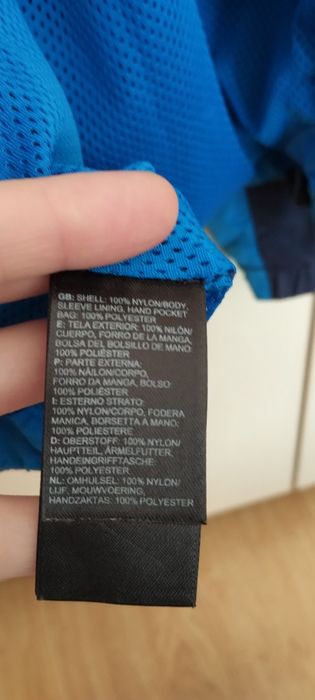 GB: SHELL: 100% NYLON/BODY
SLEEVE LINING, HAND POCKET
BAG: 100% POLYESTER
E: TELA EXTERIOR: 100% NILÓN/
CUERPO, FORRO DE LA MANGA,
BOLSA DEL BOLSILLO DE MANO:
100% POLIÉSTER
P: PARTE EXTERNA:
100% NÁILON/CORPO,
FORRO DA MANGA, BOLSO:
100% POLIÉSTER
I: ESTERNO STRATO:
100% NYLON/CORPO, FODERA
MANICA, BORSETTA A MANO:
100% POLIESTERE
D: OBERSTOFF: 100% NYLON/
HAUPTTEIL, ÄRMELFUTTER,
HANDEINGRIFFTASCHE:
100% POLYESTER
NL: OMHULSEL: 100% NYLON/
LIJF, MOUWVOERING,
HANDZAKTAS: 100% POLYESTER